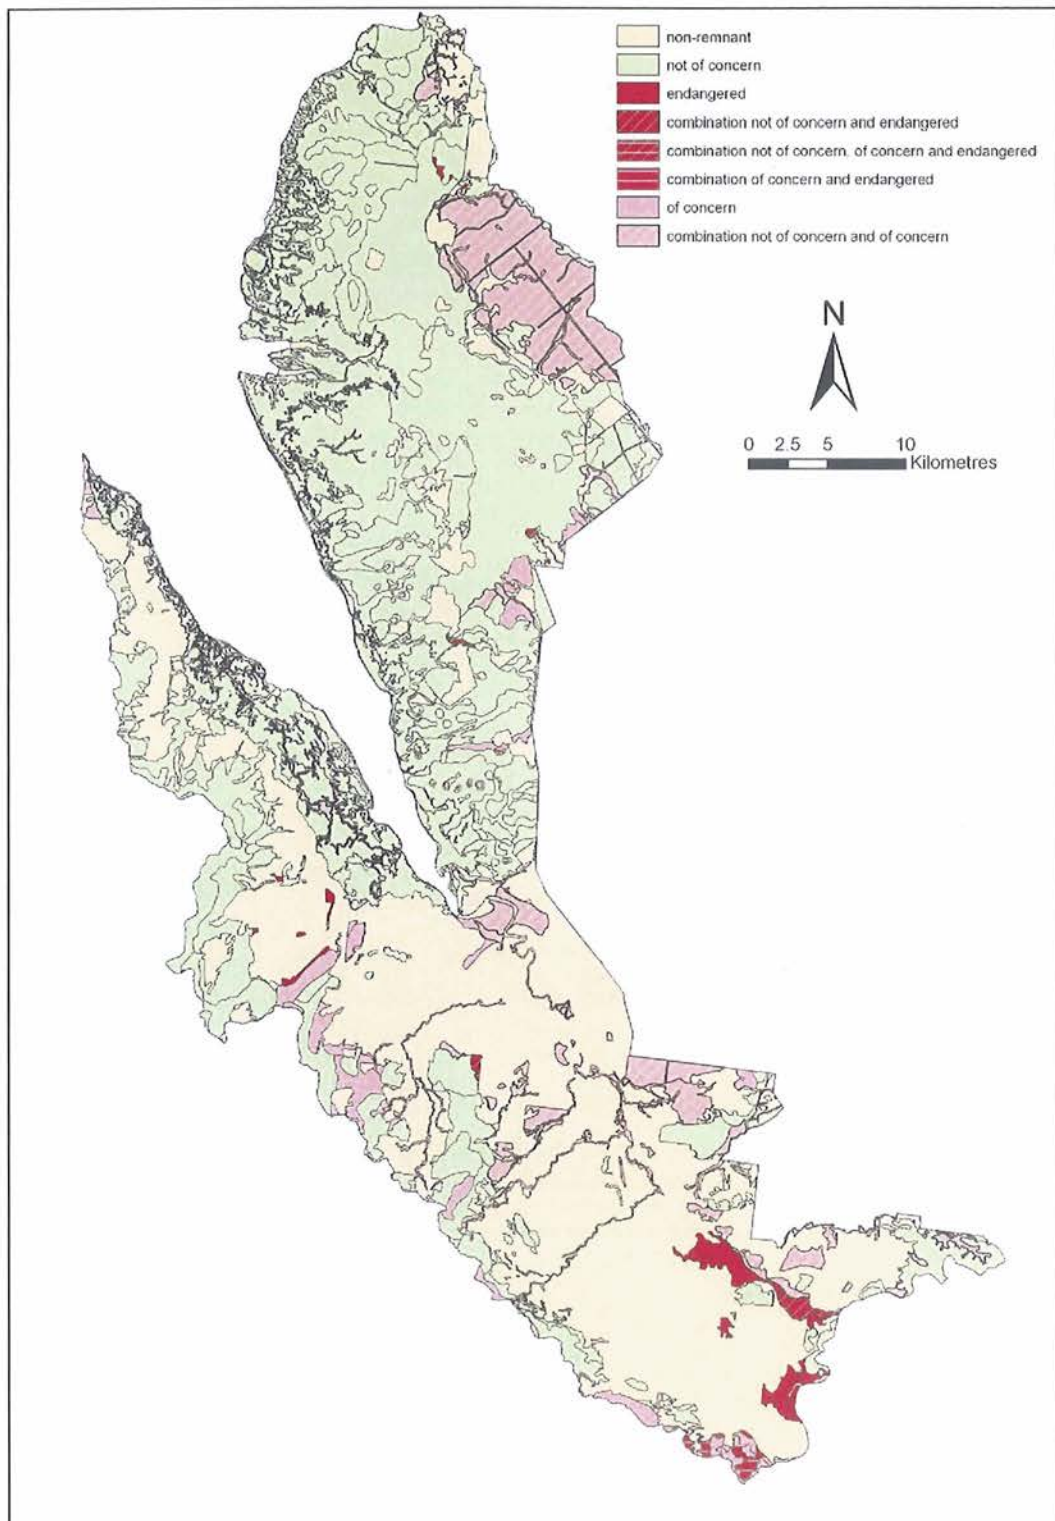 non-remnant
not of concern
endangered
combination not of concern and endangered
combination not of concern. of concern and endangered
combination of concern and endangered
of concern
combination not of concern and of concern
N
0 2.5 5 10
Kilometres